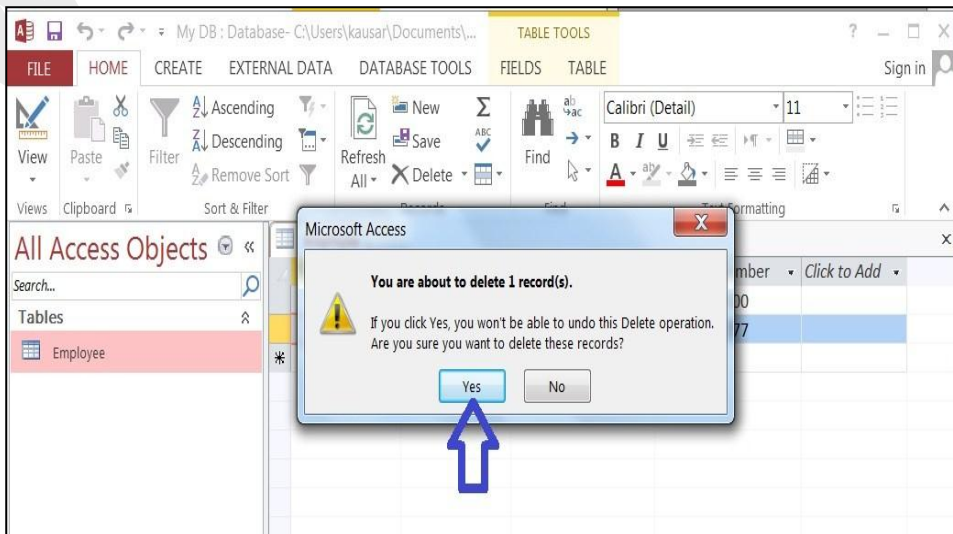 My DB : Database- C:\Users\kausar\Documents\...
TABLE TOOLS
?
FILE HOME CREATE EXTERNAL DATA DATABASE TOOLS FIELDS TABLE Sign in
View
Paste
Filter
Ascending
Descending
Remove Sort
Refresh
All
New
Save
Delete
Σ
ABC
Find
ab
ac
Calibri (Detail) 11
B I U
A
aby
Views Clipboard Sort & Filter
Text Formatting
All Access Objects «
Search...
Tables
Employee
Microsoft Access
X
You are about to delete 1 record(s).
If you click Yes, you won't be able to undo this Delete operation.
Are you sure you want to delete these records?
Yes No
Click to Add